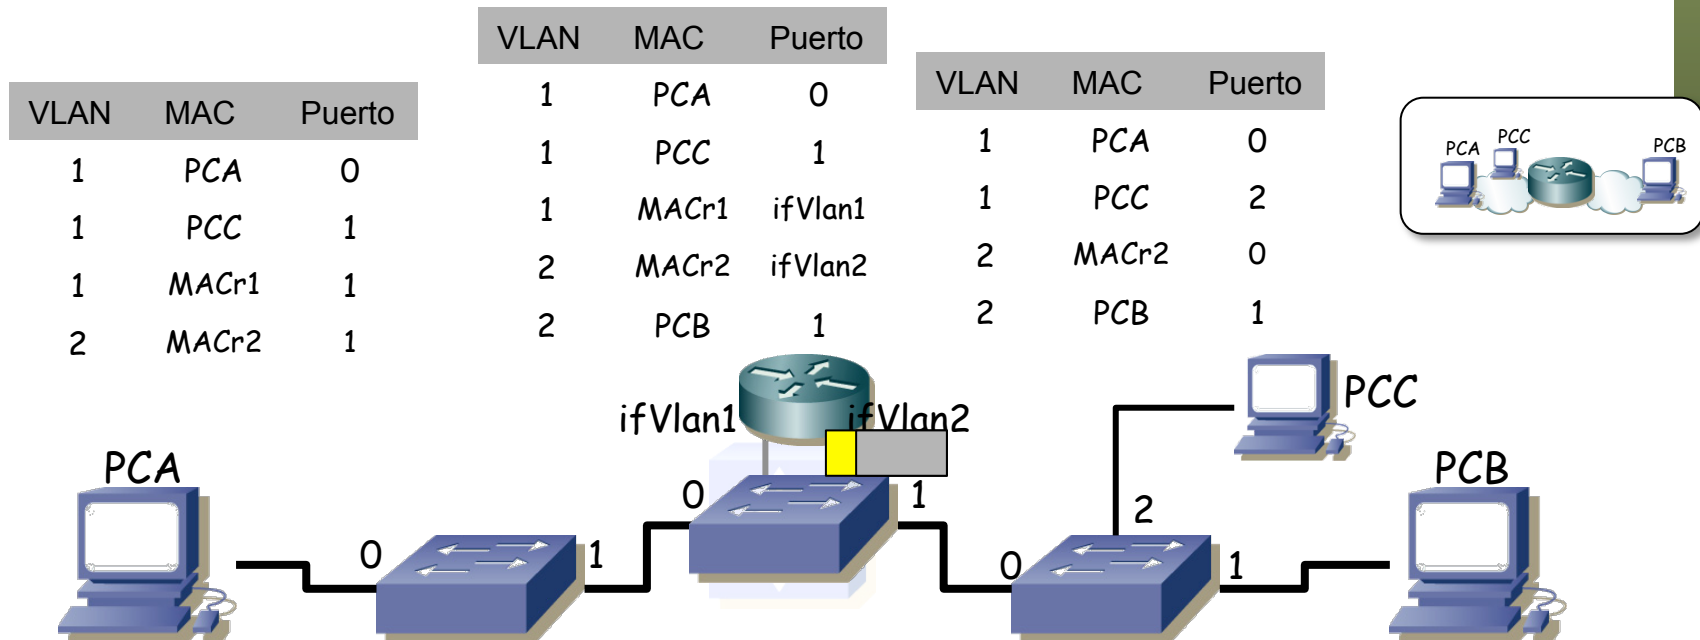 VLAN MAC Puerto
1 PCA 0
1 PCC 1
1 MACr1 1
2 MACr2 1
VLAN MAC Puerto
1 PCA 0
1 PCC 1
1 MACr1 ifVlan1
2 MACr2 ifVlan2
2 PCB 1
VLAN MAC Puerto
1 PCA 0
1 PCC 2
2 MACr2 0
2 PCB 1
PCA PCC PCB
ifVlan1 ifVlan2
PCC
PCA
PCB
0 1
2
0 1
0 1